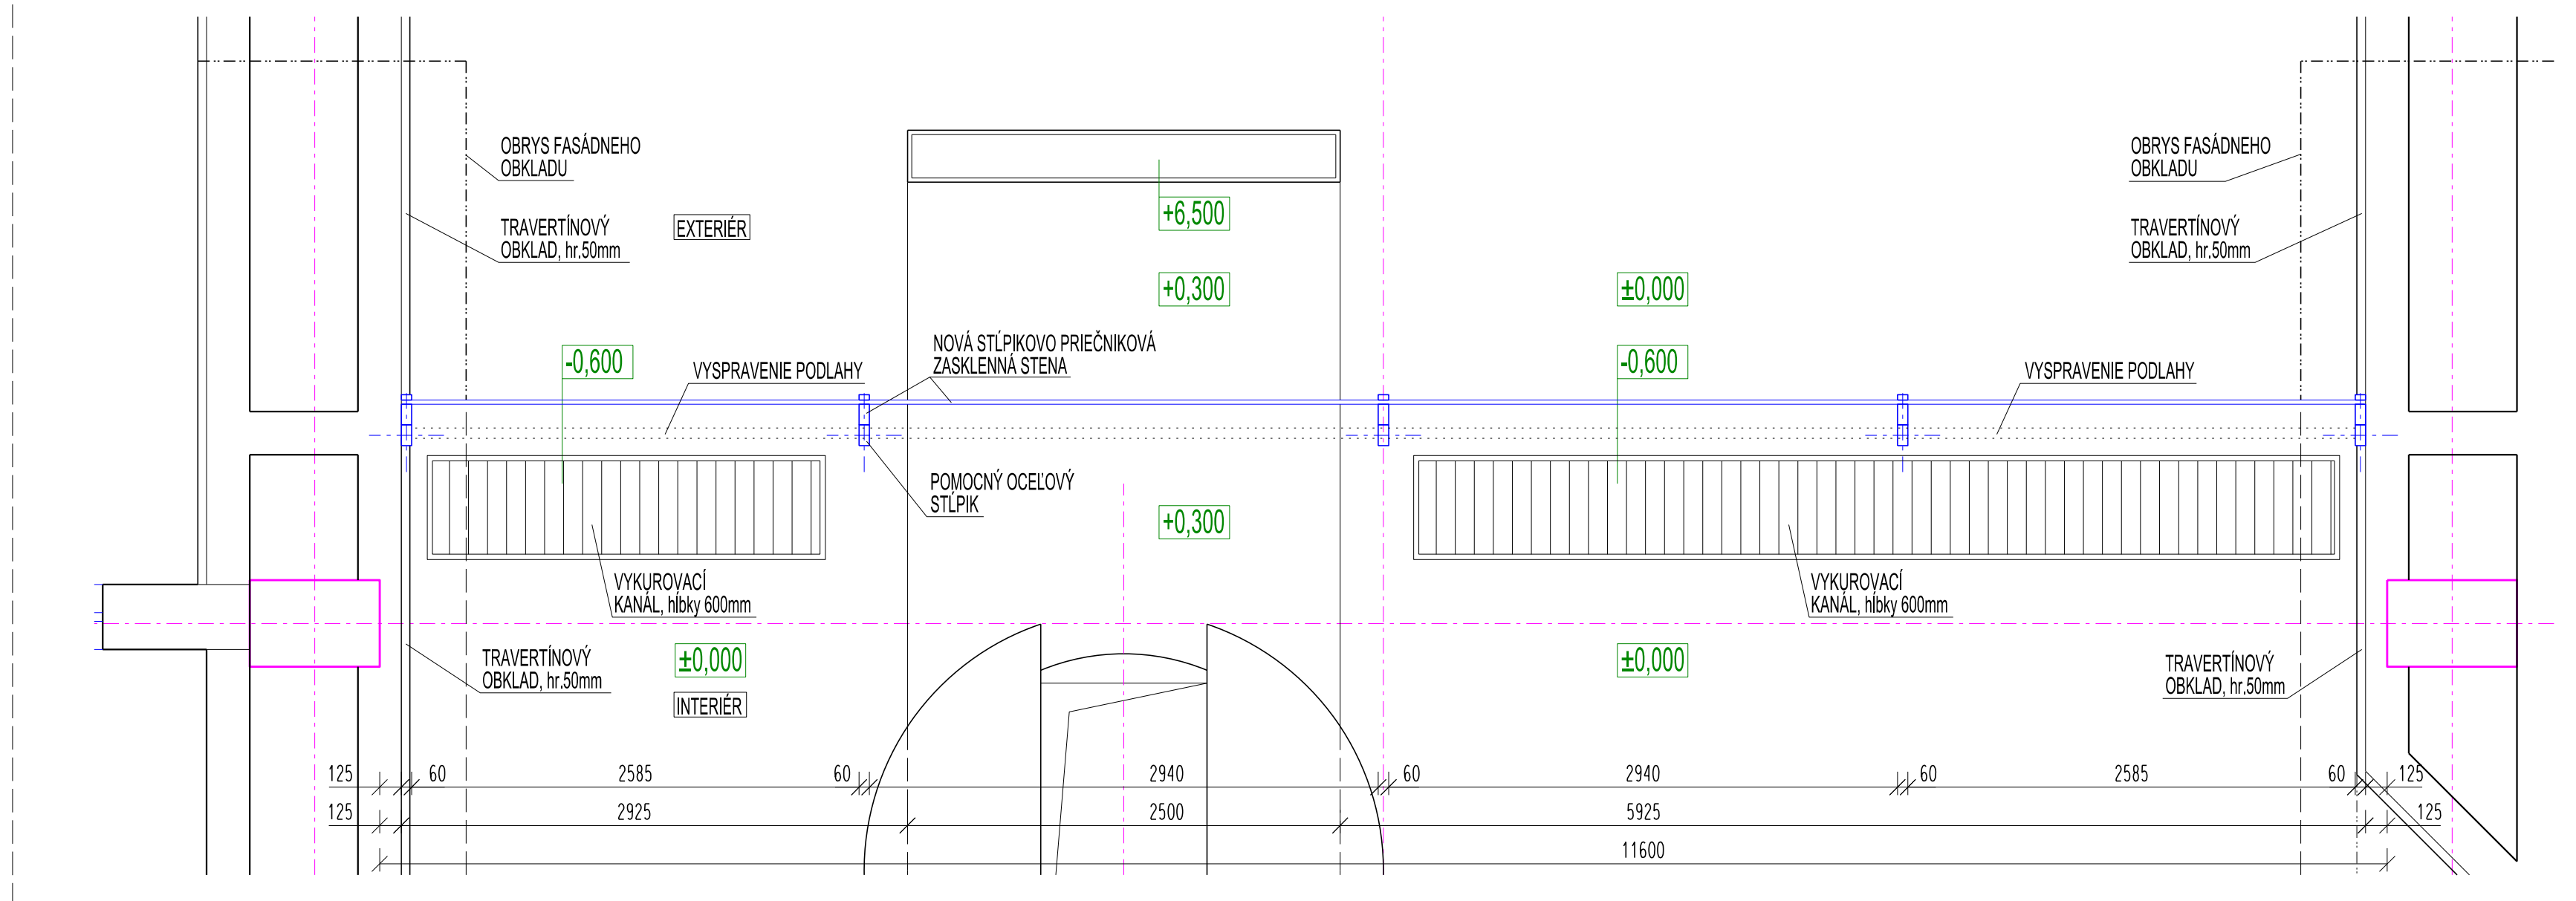 OBRYS FASÁDNEHO
OBKLADU
OBRYS FASÁDNEHO
OBKLADU
+6,500
TRAVERTÍNOVÝ
OBKLAD, hr.50mm
EXTERIÉR
TRAVERTÍNOVÝ
OBKLAD, hr.50mm
+0,300
±0,000
NOVÁ STĹPIKOVO PRIEČNIKOVÁ
ZASKLENNÁ STENA
-0,600
-0,600
VYSPRAVENIE PODLAHY
VYSPRAVENIE PODLAHY
POMOCNÝ OCEĽOVÝ
STĹPIK
+0,300
VYKUROVACÍ
KANÁL, hĺbky 600mm
VYKUROVACÍ
KANÁL, hĺbky 600mm
TRAVERTÍNOVÝ
OBKLAD, hr.50mm
±0,000
±0,000
TRAVERTÍNOVÝ
OBKLAD, hr.50mm
INTERIÉR
125 60 2585 60 2940 60 2940 60 2585 60 125
125 2925 2500 5925 125
11600